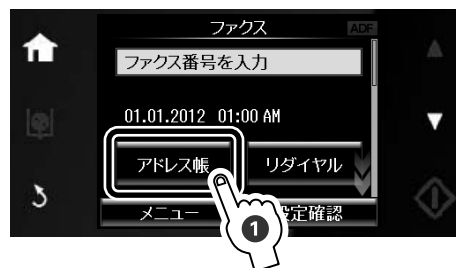 ファクス
ADF
ファクス番号を入力
01.01.2012 01:00 AM
アドレス帳 リダイヤル
メニュー 設定確認
1